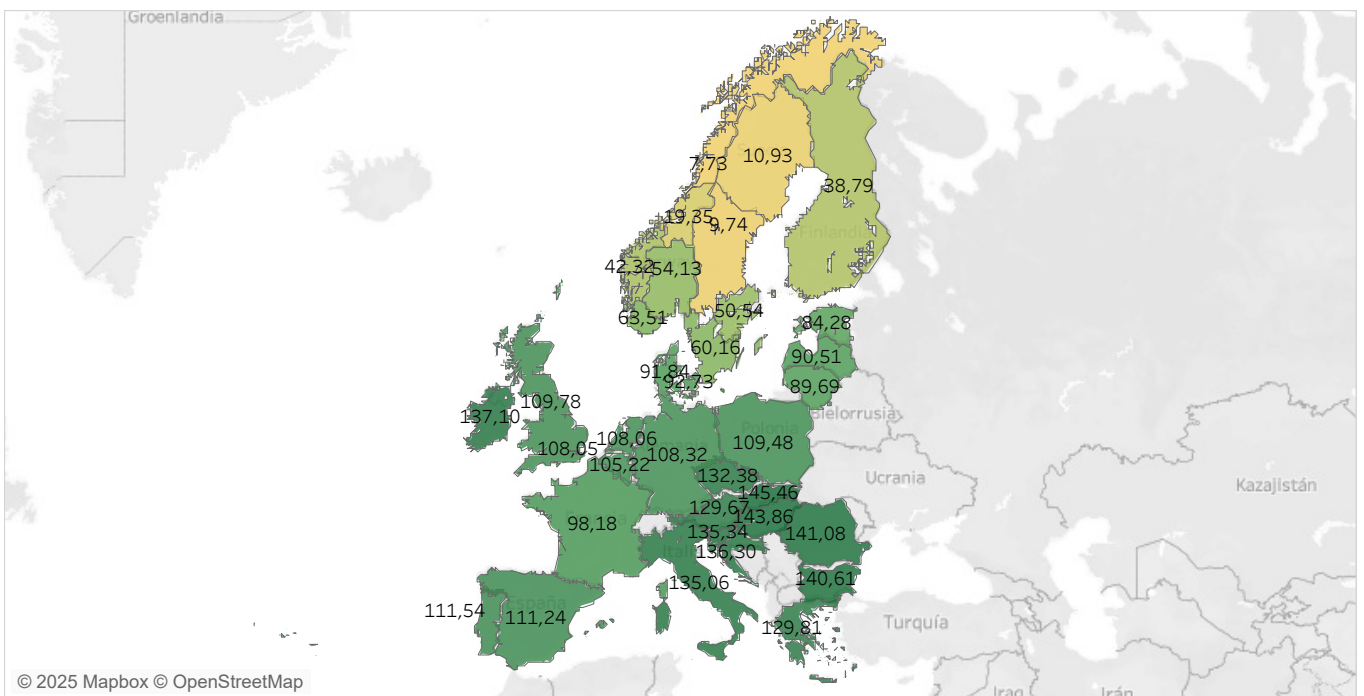 Groenlandia
7,73
10,93
38,79
19,35
9,74
Finlandia
42,32
54,13
63,51
50,54
60,16
84,28
91,84
90,51
92,73
89,69
109,78
137,10
Bielorrusia
Polonia
108,06
108,05
108,32
109,48
105,22
132,38
Ucrania
145,46
Kazajistán
129,67
143,86
98,18
135,34
141,08
Italia
136,30
135,06
140,61
España
111,54
111,24
129,81
Turquía
© 2025 Mapbox © OpenStreetMap
Iraq
Irán